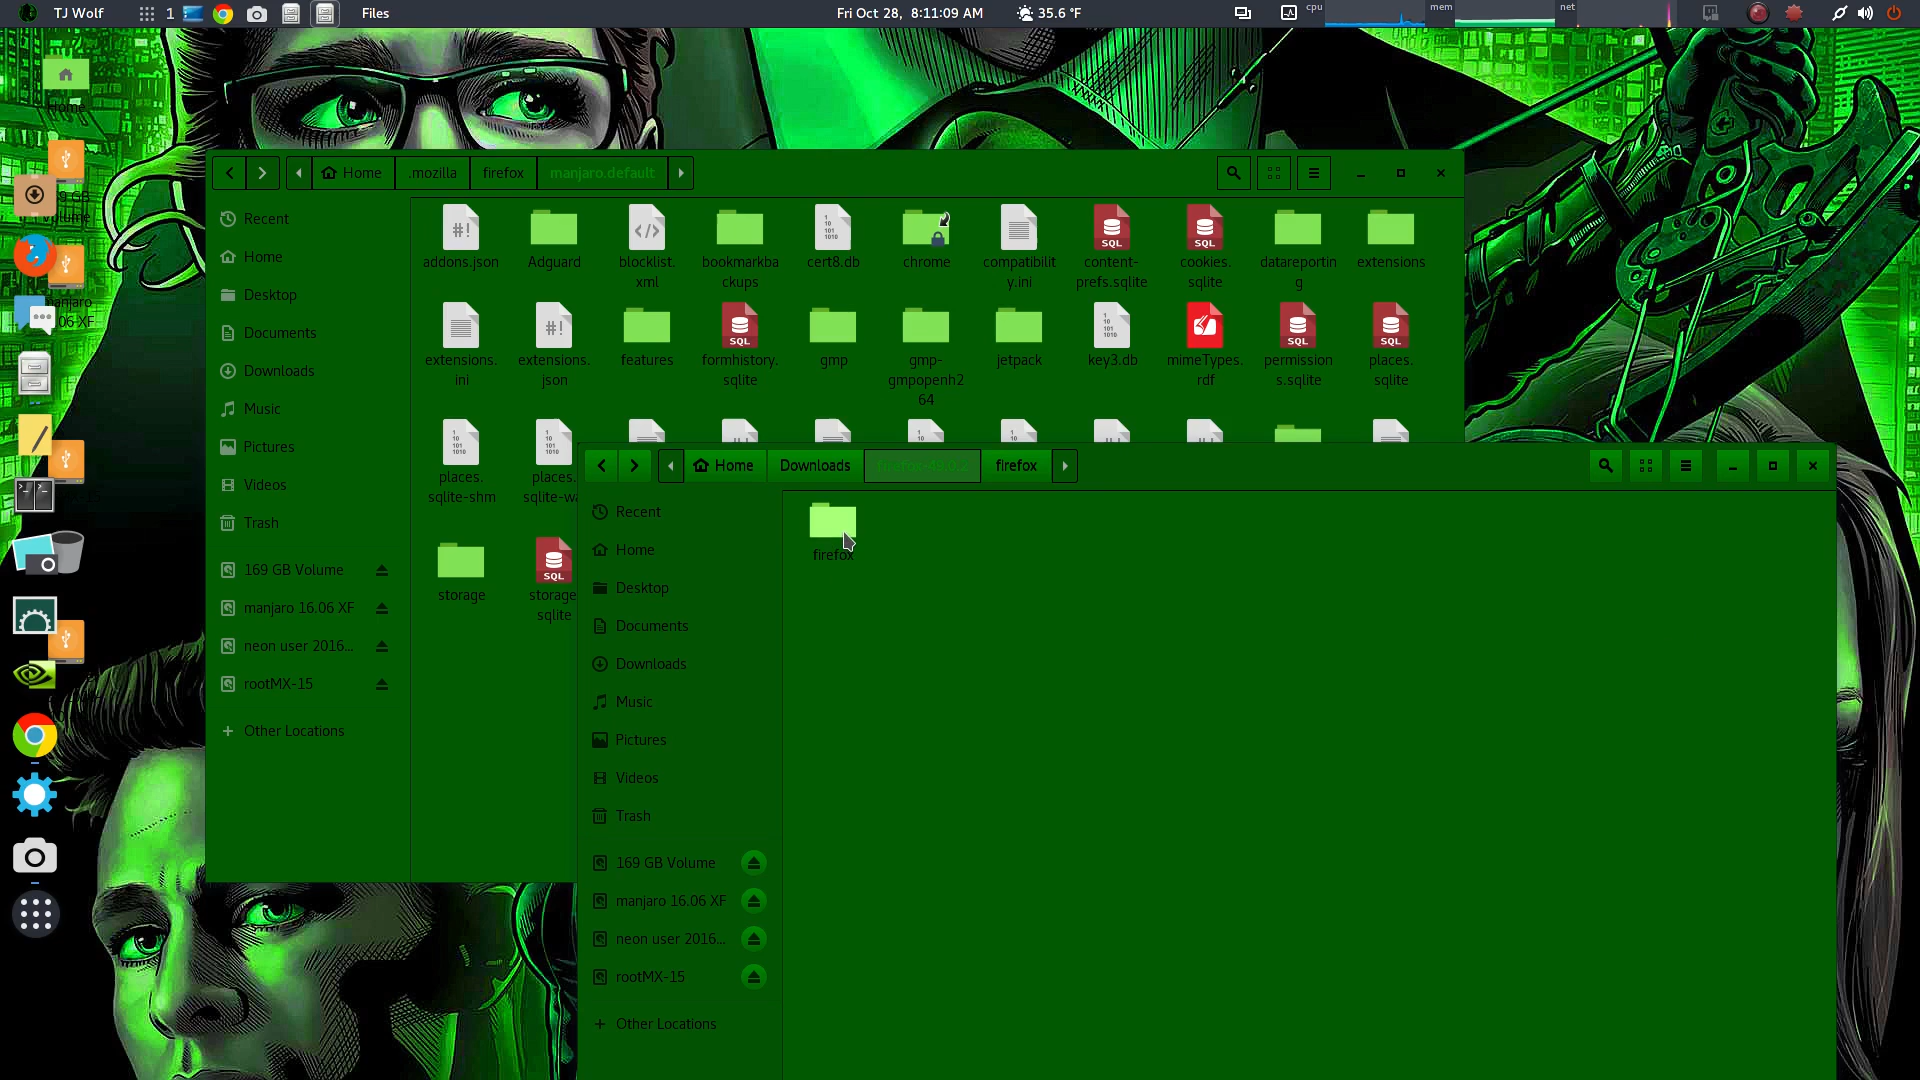 TJ Wolf
1
Files
Fri Oct 28, 8:11:09 AM
35.6 °F
cpu
mem
net
Home
Home
.mozilla
firefox
manjaro.default
Recent
Home
Desktop
Documents
Downloads
Music
Pictures
Videos
Trash
169 GB Volume
manjaro 16.06 XF
neon user 2016...
rootMX-15
Other Locations
addons.json
Adguard
blocklist.
xml
bookmarkba
ckups
cert8.db
chrome
compatibilit
y.ini
content-
prefs.sqlite
cookies.
sqlite
datareportin
g
extensions
extensions.
ini
extensions.
json
features
formhistory.
sqlite
gmp
gmp-
gmpopenh2
64
jetpack
key3.db
mimeTypes.
rdf
permission
s.sqlite
places.
sqlite
places.
sqlite-shm
places.
storage
storage
sqlite
Home
Downloads
firefox
Recent
Home
Desktop
Documents
Downloads
Music
Pictures
Videos
Trash
169 GB Volume
manjaro 16.06 XF
neon user 2016...
rootMX-15
Other Locations
firefox